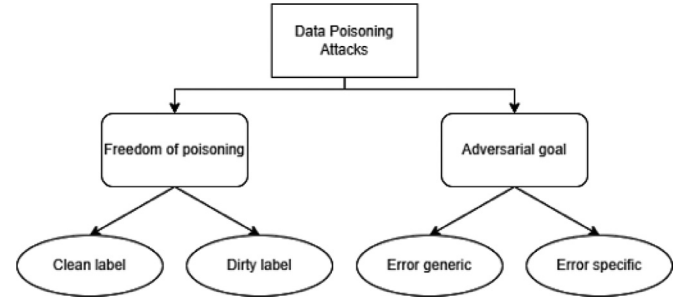 Data Poisoning
Attacks
Freedom of poisoning
Adversarial goal
Clean label
Dirty label
Error generic
Error specific